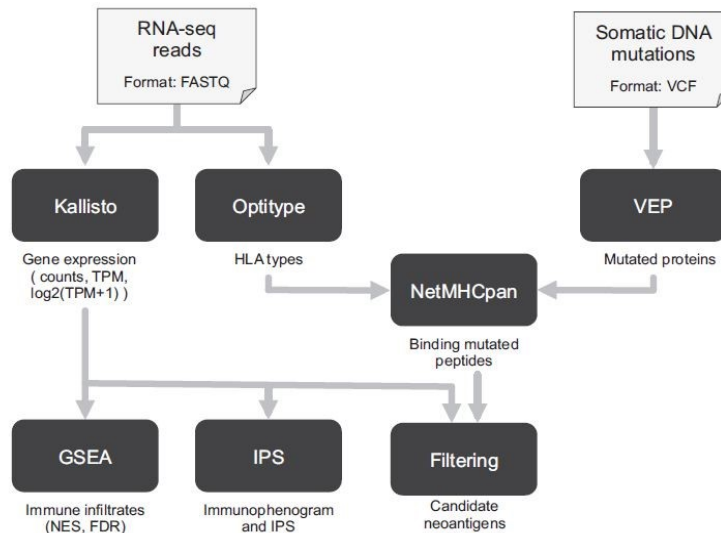 RNA-seq
reads
Format: FASTQ
Somatic DNA
mutations
Format: VCF
Kallisto
Optitype
VEP
Gene expression
( counts, TPM,
log2(TPM+1) )
HLA types
Mutated proteins
NetMHCpan
Binding mutated
peptides
GSEA
IPS
Filtering
Immune infiltrates
(NES, FDR)
Immunophenogram
and IPS
Candidate
neoantigens